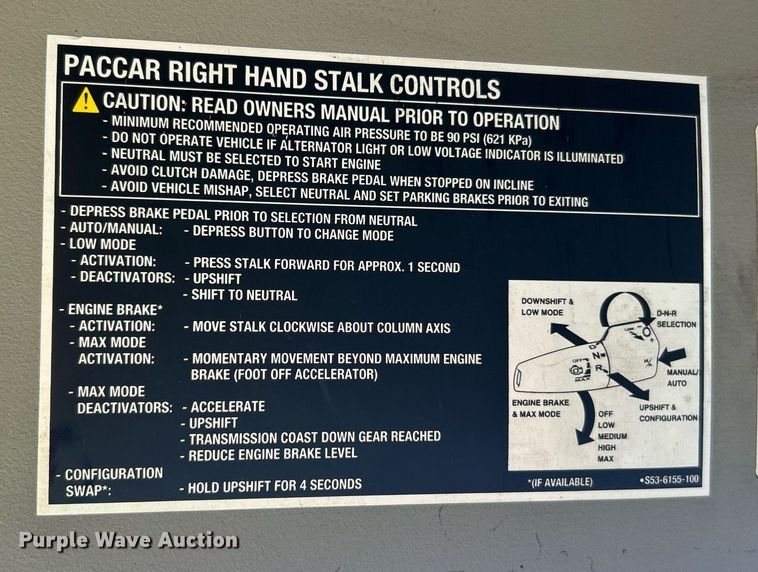 PACCAR RIGHT HAND STALK CONTROLS
CAUTION: READ OWNERS MANUAL PRIOR TO OPERATION
- MINIMUM RECOMMENDED OPERATING AIR PRESSURE TO BE 90 PSI (621 KPa)
- DO NOT OPERATE VEHICLE IF ALTERNATOR LIGHT OR LOW VOLTAGE INDICATOR IS ILLUMINATED
- NEUTRAL MUST BE SELECTED TO START ENGINE
- AVOID CLUTCH DAMAGE, DEPRESS BRAKE PEDAL WHEN STOPPED ON INCLINE
- AVOID VEHICLE MISHAP, SELECT NEUTRAL AND SET PARKING BRAKES PRIOR TO EXITING
- DEPRESS BRAKE PEDAL PRIOR TO SELECTION FROM NEUTRAL
- AUTO/MANUAL: - DEPRESS BUTTON TO CHANGE MODE
- LOW MODE
- ACTIVATION: - PRESS STALK FORWARD FOR APPROX. 1 SECOND
- DEACTIVATORS: - UPSHIFT
- SHIFT TO NEUTRAL
- ENGINE BRAKE*
- ACTIVATION: - MOVE STALK CLOCKWISE ABOUT COLUMN AXIS
- MAX MODE
ACTIVATION: - MOMENTARY MOVEMENT BEYOND MAXIMUM ENGINE
BRAKE (FOOT OFF ACCELERATOR)
- MAX MODE
DEACTIVATORS: - ACCELERATE
- UPSHIFT
- TRANSMISSION COAST DOWN GEAR REACHED
- REDUCE ENGINE BRAKE LEVEL
- CONFIGURATION
SWAP*: - HOLD UPSHIFT FOR 4 SECONDS
DOWNSHIFT &
LOW MODE
D-N-R
SELECTION
LOW
- +
D
N
R
OFF
MAX
M/A
MANUAL/
AUTO
ENGINE BRAKE
& MAX MODE
UPSHIFT &
CONFIGURATION
OFF
LOW
MEDIUM
HIGH
MAX
*(IF AVAILABLE)
•S53-6155-100
Purple Wave Auction